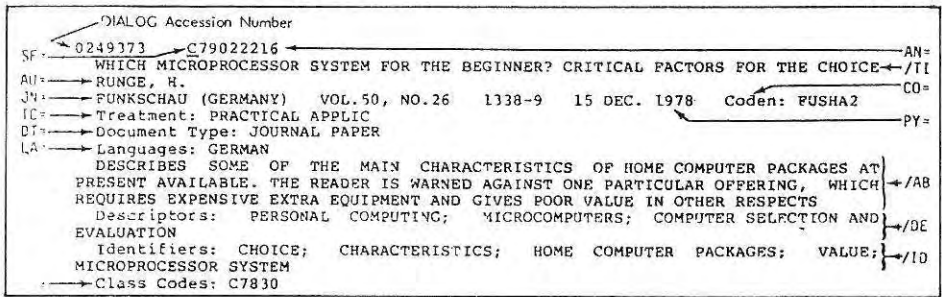 DIALOG Accession Number
SF= 0249373 C79022216 AN=
WHICH MICROPROCESSOR SYSTEM FOR THE BEGINNER? CRITICAL FACTORS FOR THE CHOICE /TI
AU= RUNGE, H.
CO=
JN= FUNKSCHAU (GERMANY) VOL.50, NO.26 1338-9 15 DEC. 1978 Coden: FUSHA2
TC= Treatment: PRACTICAL APPLIC PY=
DT= Document Type: JOURNAL PAPER
LA= Languages: GERMAN
DESCRIBES SOME OF THE MAIN CHARACTERISTICS OF HOME COMPUTER PACKAGES AT
PRESENT AVAILABLE. THE READER IS WARNED AGAINST ONE PARTICULAR OFFERING, WHICH /AB
REQUIRES EXPENSIVE EXTRA EQUIPMENT AND GIVES POOR VALUE IN OTHER RESPECTS
Descriptors: PERSONAL COMPUTING; MICROCOMPUTERS; COMPUTER SELECTION AND /DE
EVALUATION
Identifiers: CHOICE; CHARACTERISTICS; HOME COMPUTER PACKAGES; VALUE; /ID
MICROPROCESSOR SYSTEM
Class Codes: C7830